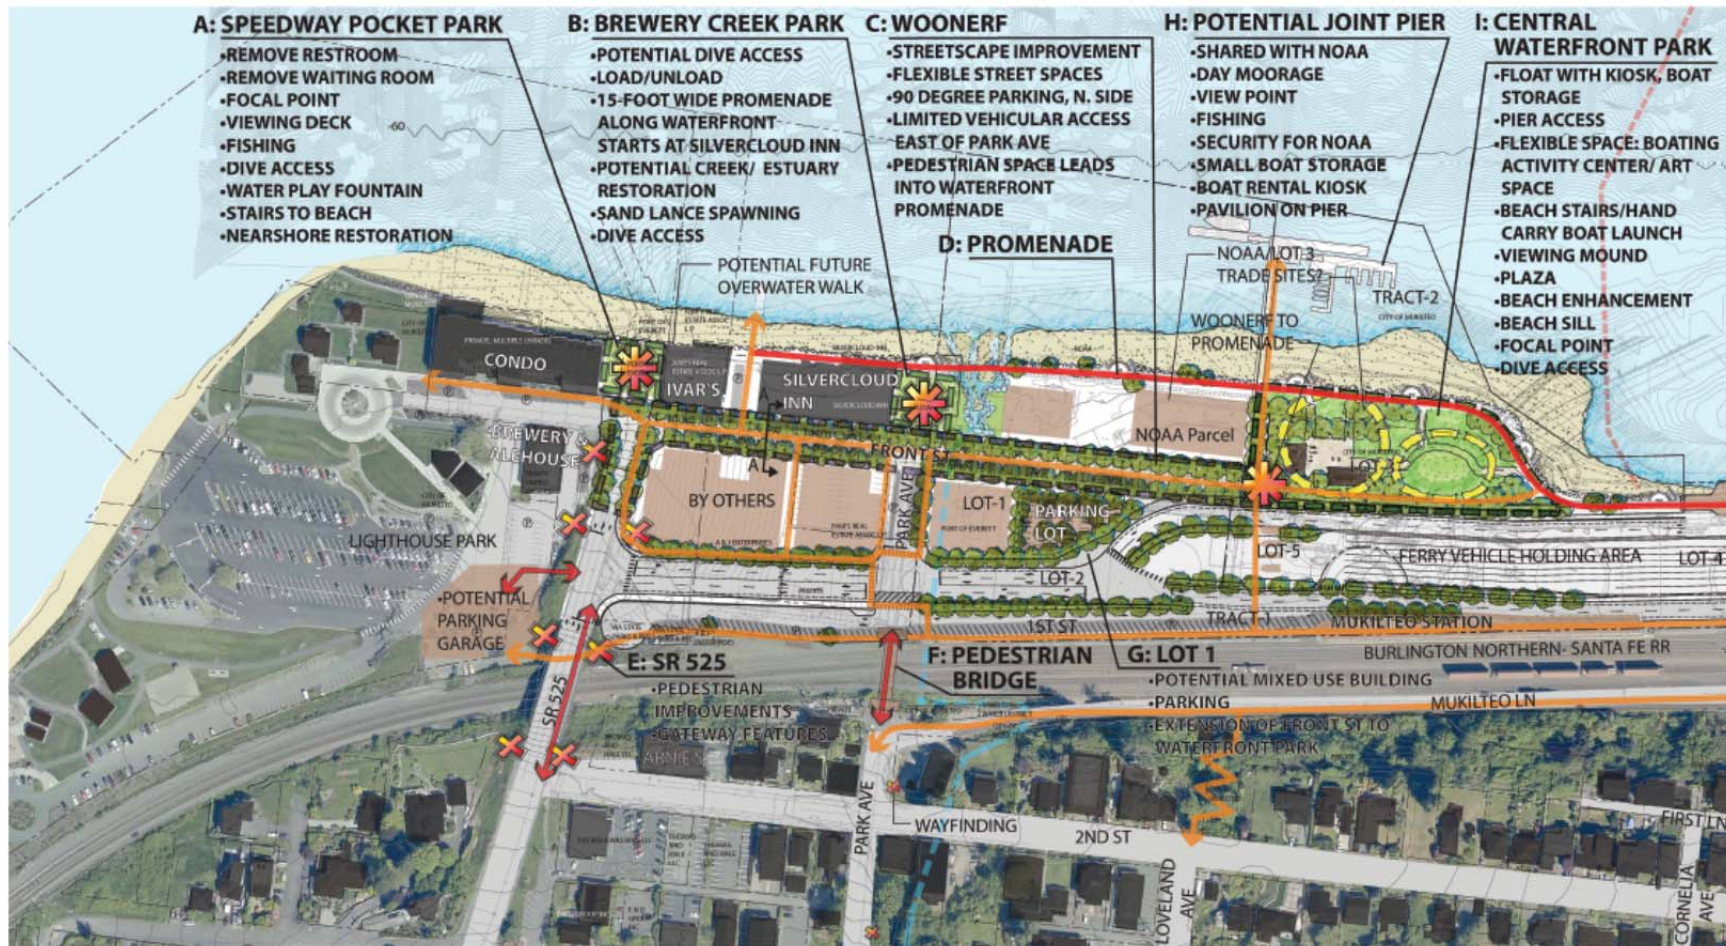 A: SPEEDWAY POCKET PARK
•REMOVE RESTROOM
•REMOVE WAITING ROOM
•FOCAL POINT
•VIEWING DECK
•FISHING
•DIVE ACCESS
•WATER PLAY FOUNTAIN
•STAIRS TO BEACH
•NEARSHORE RESTORATION
B: BREWERY CREEK PARK
•POTENTIAL DIVE ACCESS
•LOAD/UNLOAD
•15-FOOT WIDE PROMENADE
ALONG WATERFRONT
STARTS AT SILVERCLOUD INN
•POTENTIAL CREEK/ ESTUARY
RESTORATION
•SAND LANCE SPAWNING
•DIVE ACCESS
C: WOONERF
•STREETSCAPE IMPROVEMENT
•FLEXIBLE STREET SPACES
•90 DEGREE PARKING, N. SIDE
•LIMITED VEHICULAR ACCESS
EAST OF PARK AVE
•PEDESTRIAN SPACE LEADS
INTO WATERFRONT
PROMENADE
D: PROMENADE
H: POTENTIAL JOINT PIER
•SHARED WITH NOAA
•DAY MOORAGE
•VIEW POINT
•FISHING
•SECURITY FOR NOAA
•SMALL BOAT STORAGE
•BOAT RENTAL KIOSK
•PAVILION ON PIER
I: CENTRAL
WATERFRONT PARK
•FLOAT WITH KIOSK, BOAT
STORAGE
•PIER ACCESS
•FLEXIBLE SPACE: BOATING
ACTIVITY CENTER/ ART
SPACE
•BEACH STAIRS/HAND
CARRY BOAT LAUNCH
•VIEWING MOUND
•PLAZA
•BEACH ENHANCEMENT
•BEACH SILL
•FOCAL POINT
•DIVE ACCESS
-60
POTENTIAL FUTURE
OVERWATER WALK
NOAA/LOT 3
TRADE SITES?
TRACT-2
CITY OF MUKILTEO
WOONERF TO
PROMENADE
CONDO
IVAR'S
SILVERCLOUD
INN
NOAA Parcel
BREWERY &
ALEHOUSE
FRONT ST
A
BY OTHERS
PARK AVE
LOT-1
PORT OF EVERETT
PARKING
LOT
LIGHTHOUSE PARK
LOT-5
FERRY VEHICLE HOLDING AREA
LOT-4
LOT-2
•POTENTIAL
PARKING
GARAGE
1ST ST
TRACT-1
MUKILTEO STATION
BURLINGTON NORTHERN- SANTA FE RR
E: SR 525
•PEDESTRIAN
IMPROVEMENTS
•GATEWAY FEATURES
F: PEDESTRIAN
BRIDGE
G: LOT 1
•POTENTIAL MIXED USE BUILDING
•PARKING
•EXTENSION OF FRONT ST TO
WATERFRONT PARK
MUKILTEO LN
SR 525
ARNIE'S
PARK AVE
WAYFINDING
2ND ST
LOVELAND
AVE
FIRST LN
CORNELIA
AVE